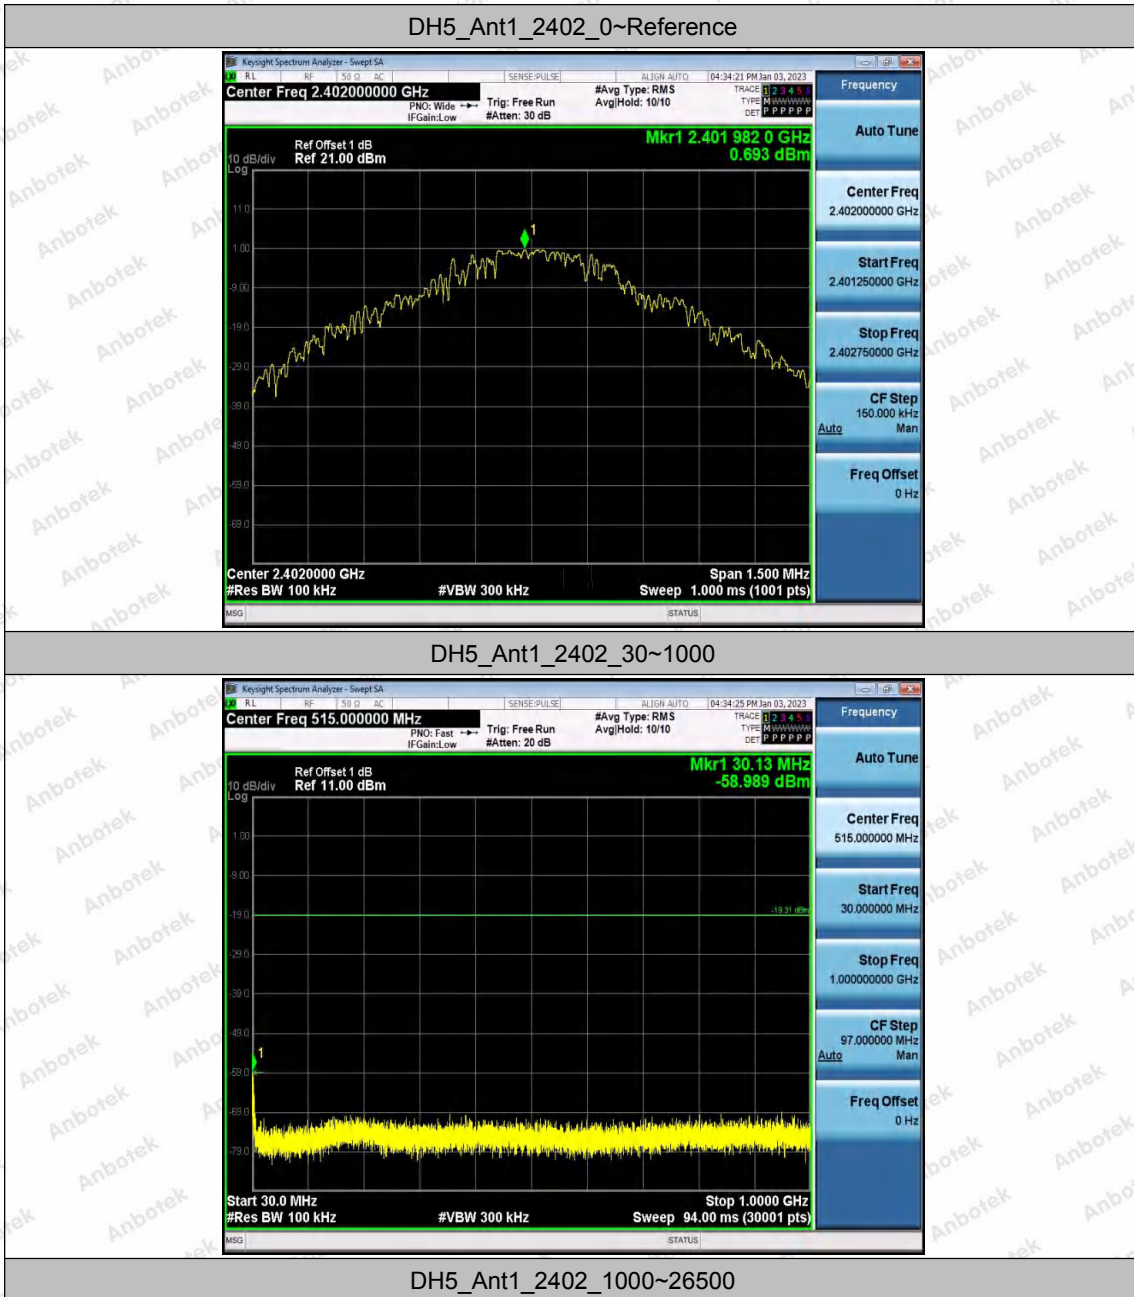 DH5_Ant1_2402_0~Reference
Keysight Spectrum Analyzer - Swept SA
RL RF 50 Ω AC SENSE:PULSE ALIGN AUTO 04:34:21 PM Jan 03, 2023
Center Freq 2.402000000 GHz
PNO: Wide
IFGain:Low
Trig: Free Run
#Atten: 30 dB
#Avg Type: RMS
Avg|Hold: 10/10
TRACE 1 2 3 4 5 6
TYPE M W W W W W
DET P P P P P P
Mkr1 2.401 982 0 GHz
0.693 dBm
Ref Offset 1 dB
10 dB/div Ref 21.00 dBm
Log
11.0
1.00
-9.00
-19.0
-29.0
-39.0
-49.0
-59.0
-69.0
1
Center 2.4020000 GHz Span 1.500 MHz
#Res BW 100 kHz #VBW 300 kHz Sweep 1.000 ms (1001 pts)
MSG STATUS
Frequency
Auto Tune
Center Freq
2.402000000 GHz
Start Freq
2.401250000 GHz
Stop Freq
2.402750000 GHz
CF Step
150.000 kHz
Auto Man
Freq Offset
0 Hz
DH5_Ant1_2402_30~1000
Keysight Spectrum Analyzer - Swept SA
RL RF 50 Ω AC SENSE:PULSE ALIGN AUTO 04:34:25 PM Jan 03, 2023
Center Freq 515.000000 MHz
PNO: Fast
IFGain:Low
Trig: Free Run
#Atten: 20 dB
#Avg Type: RMS
Avg|Hold: 10/10
TRACE 1 2 3 4 5 6
TYPE M W W W W W
DET P P P P P P
Mkr1 30.13 MHz
-58.989 dBm
Ref Offset 1 dB
10 dB/div Ref 11.00 dBm
Log
1.00
-9.00
-19.0
-29.0
-39.0
-49.0
-59.0
-69.0
-79.0
-19.31 dBm
1
Start 30.0 MHz Stop 1.0000 GHz
#Res BW 100 kHz #VBW 300 kHz Sweep 94.00 ms (30001 pts)
MSG STATUS
Frequency
Auto Tune
Center Freq
515.000000 MHz
Start Freq
30.000000 MHz
Stop Freq
1.000000000 GHz
CF Step
97.000000 MHz
Auto Man
Freq Offset
0 Hz
DH5_Ant1_2402_1000~26500
Anbotek